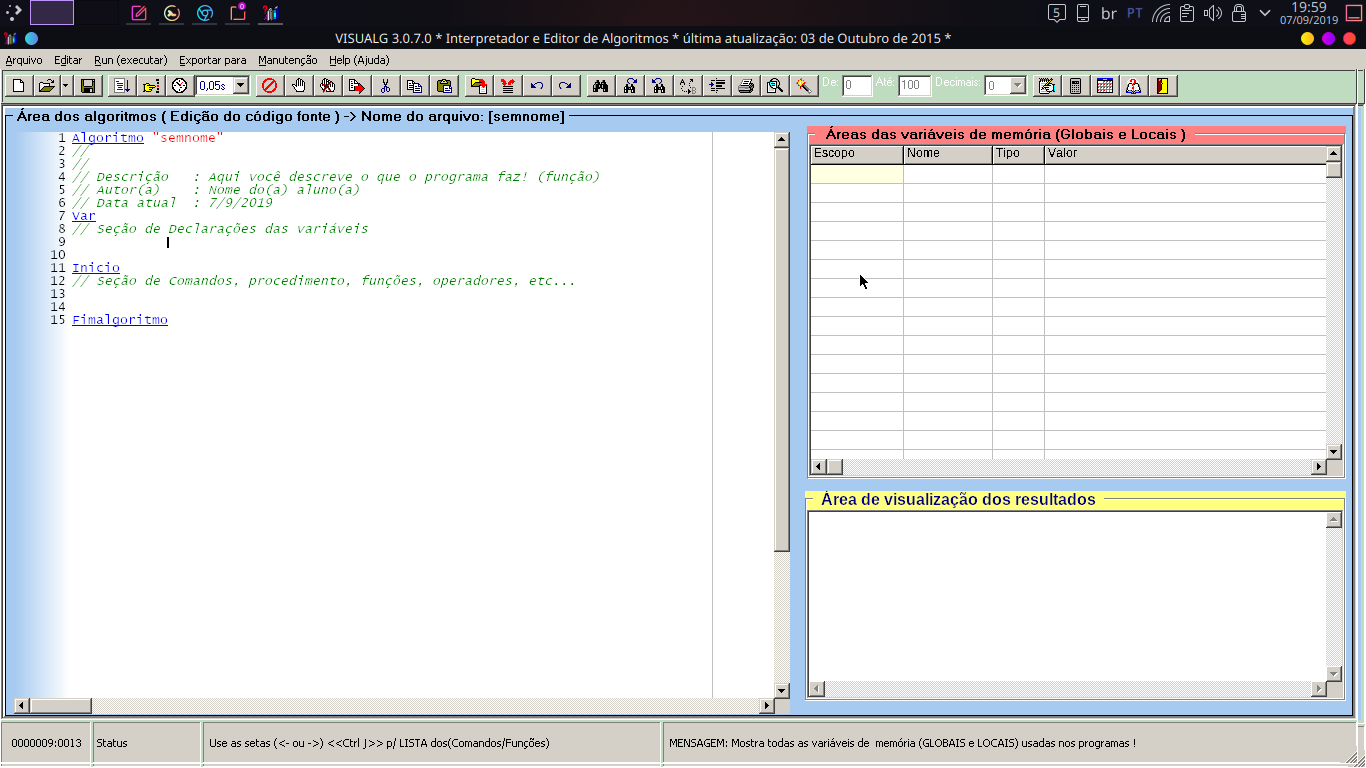 5 br PT 19:59
07/09/2019
VISUALG 3.0.7.0 * Interpretador e Editor de Algoritmos * última atualização: 03 de Outubro de 2015 *
Arquivo Editar Run (executar) Exportar para Manutenção Help (Ajuda)
0,05s De: 0 Até: 100 Decimais: 0
Área dos algoritmos ( Edição do código fonte ) -> Nome do arquivo: [semnome]
1 Algoritmo "semnome"
2 //
3 //
4 // Descrição : Aqui você descreve o que o programa faz! (função)
5 // Autor(a) : Nome do(a) aluno(a)
6 // Data atual : 7/9/2019
7 Var
8 // Seção de Declarações das variáveis
9
10
11 Inicio
12 // Seção de Comandos, procedimento, funções, operadores, etc...
13
14
15 Fimalgoritmo
Áreas das variáveis de memória (Globais e Locais )
Escopo Nome Tipo Valor
Área de visualização dos resultados
0000009:0013 Status Use as setas (<- ou ->) <<Ctrl J>> p/ LISTA dos(Comandos/Funções) MENSAGEM: Mostra todas as variáveis de memória (GLOBAIS e LOCAIS) usadas nos programas !